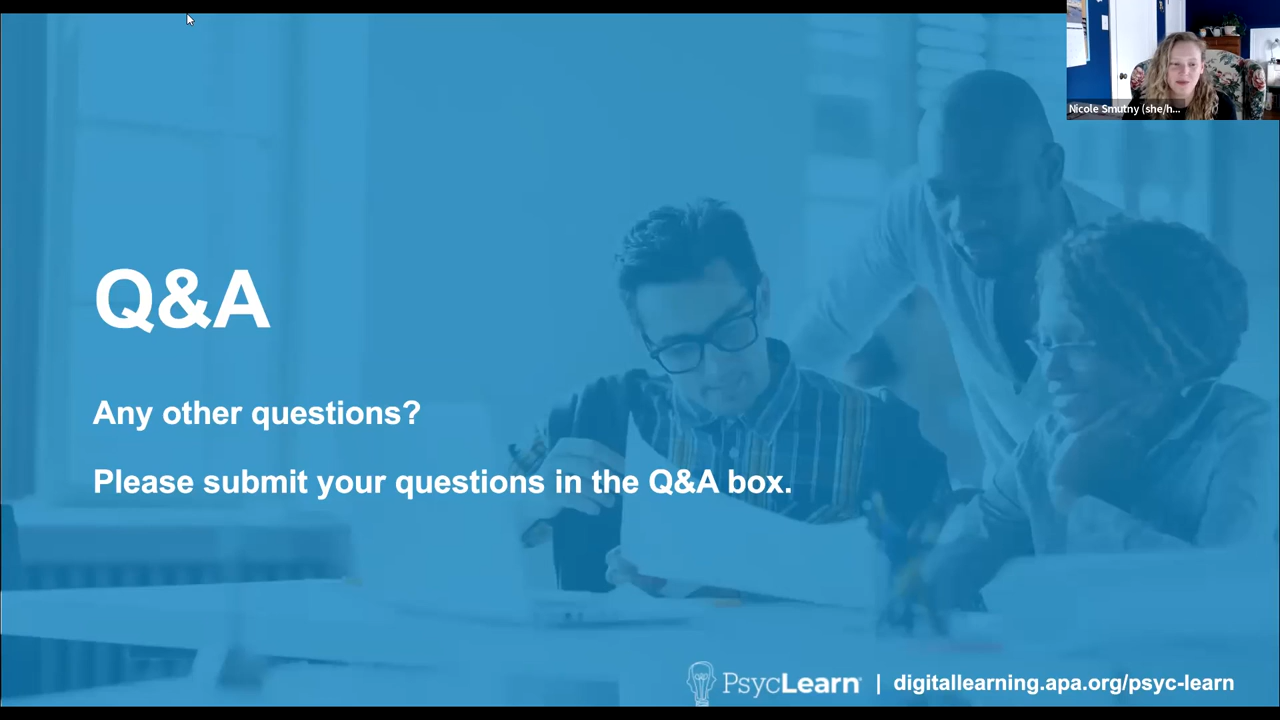 Nicole Smutny (she/h...
Q&A
Any other questions?
Please submit your questions in the Q&A box.
PsycLearn® | digitallearning.apa.org/psyc-learn